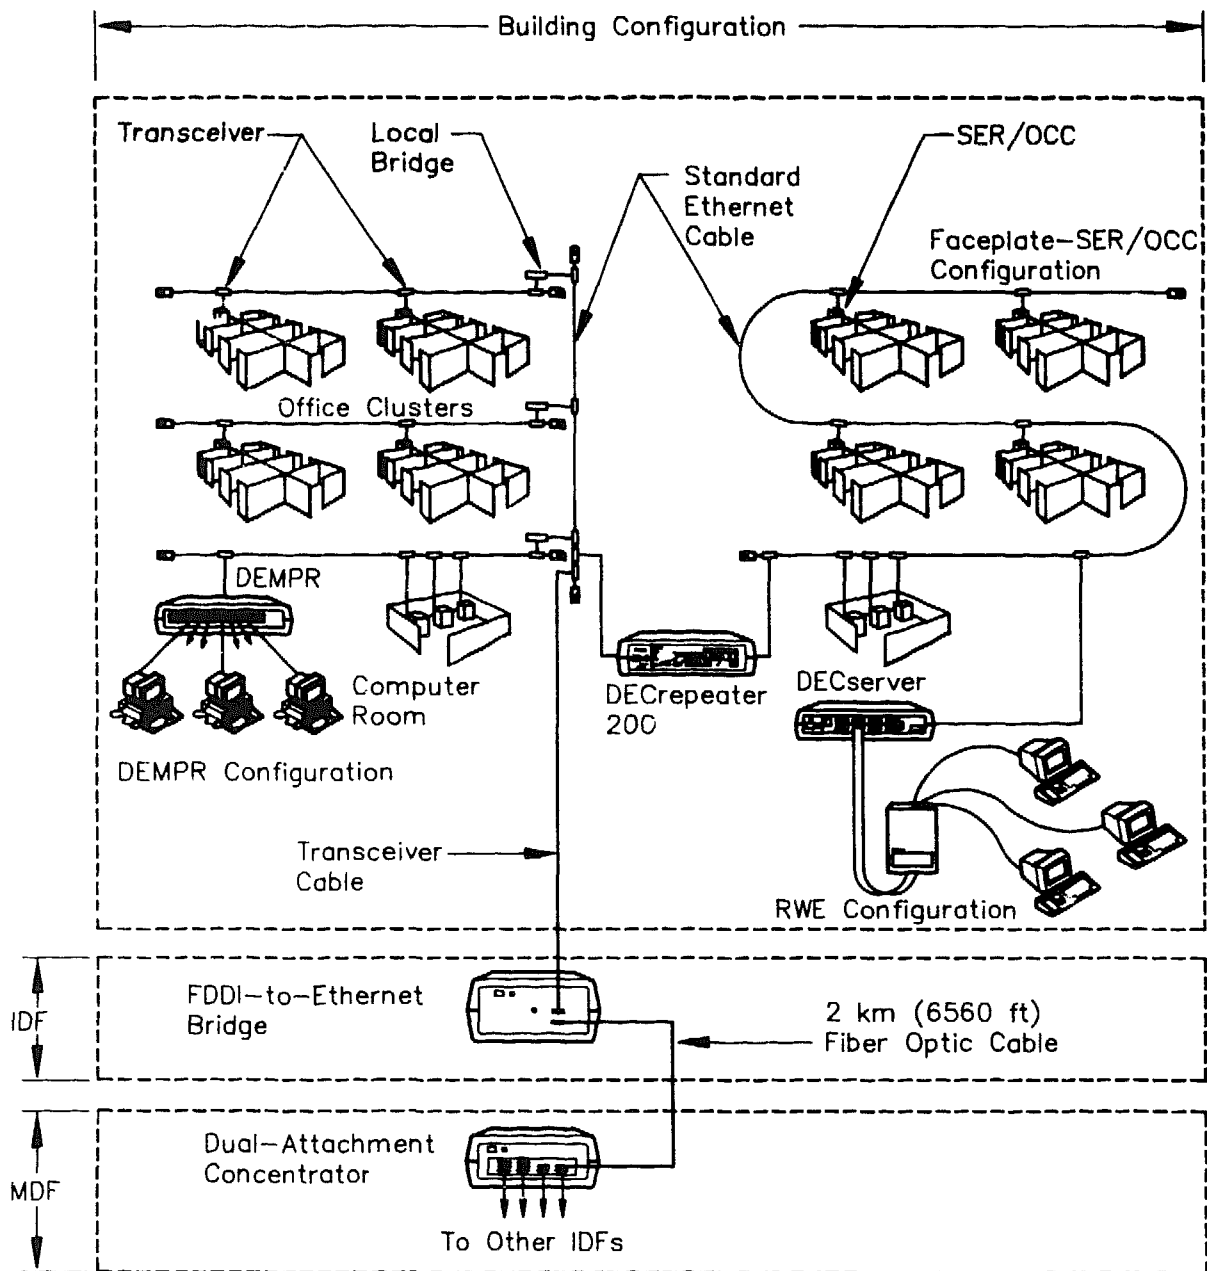 Building Configuration
Transceiver
Local
Bridge
SER/OCC
Standard
Ethernet
Cable
Faceplate-SER/OCC
Configuration
Office Clusters
DEMPR
Computer
Room
DEMPR Configuration
DECrepeater
200
DECserver
Transceiver
Cable
RWE Configuration
IDF
FDDI-to-Ethernet
Bridge
2 km (6560 ft)
Fiber Optic Cable
MDF
Dual-Attachment
Concentrator
To Other IDFs